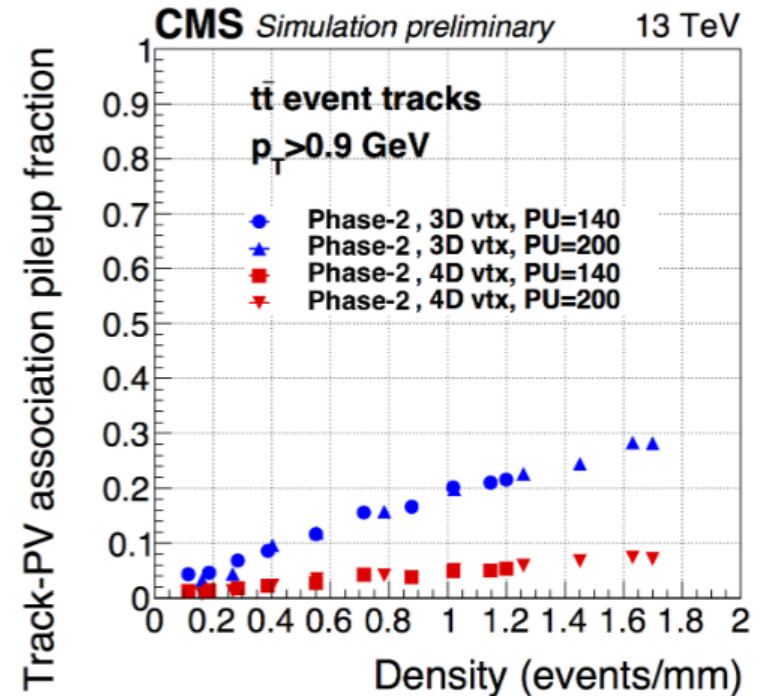 CMS Simulation preliminary 13 TeV
Track-PV association pileup fraction
1
0.9
0.8
0.7
0.6
0.5
0.4
0.3
0.2
0.1
0
tt̄ event tracks
pT>0.9 GeV
Phase-2 , 3D vtx, PU=140
Phase-2 , 3D vtx, PU=200
Phase-2 , 4D vtx, PU=140
Phase-2 , 4D vtx, PU=200
0 0.2 0.4 0.6 0.8 1 1.2 1.4 1.6 1.8 2
Density (events/mm)